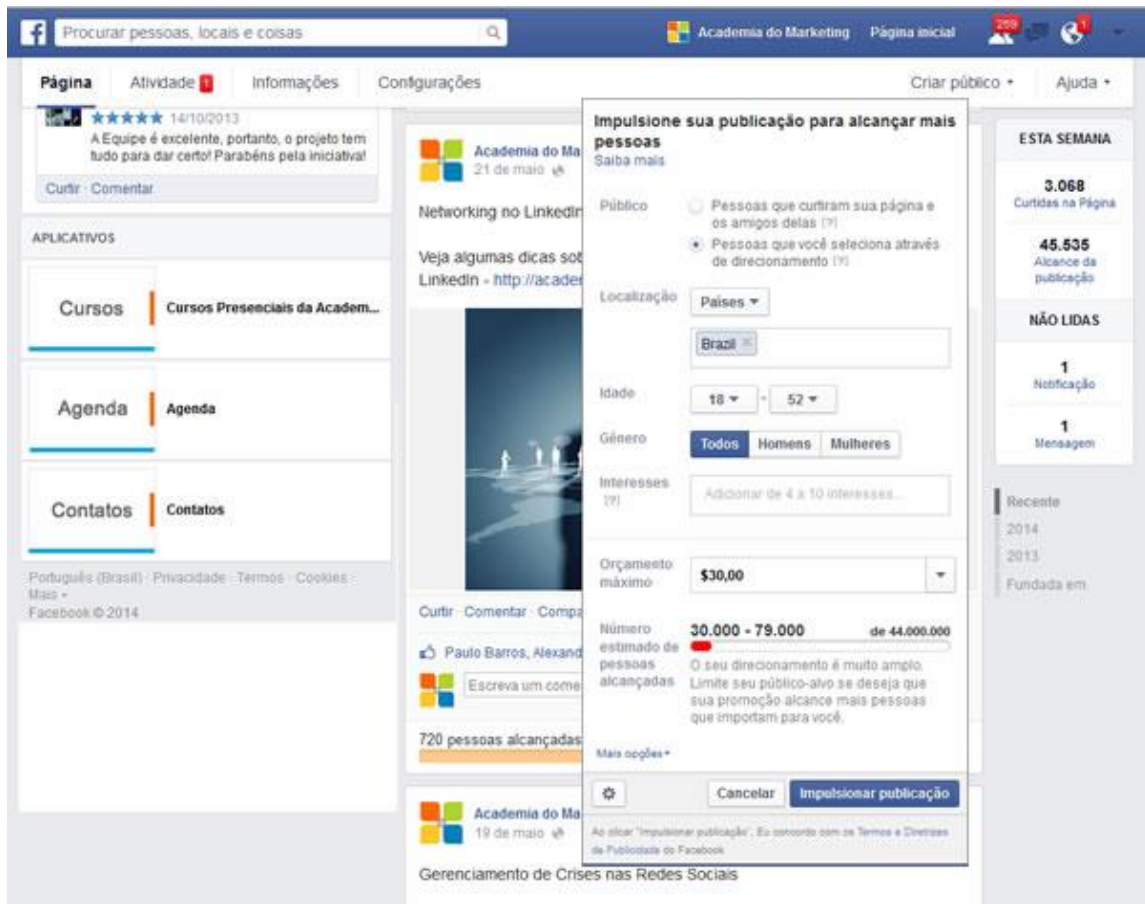 Procurar pessoas, locais e coisas
Academia do Marketing
Página inicial
259
1
Página
Atividade 1
Informações
Configurações
Criar público
Ajuda
14/10/2013
A Equipe é excelente, portanto, o projeto tem
tudo para dar certo! Parabéns pela iniciativa!
Curtir · Comentar
APLICATIVOS
Cursos
Cursos Presenciais da Academ...
Agenda
Agenda
Contatos
Contatos
Português (Brasil) · Privacidade · Termos · Cookies ·
Mais
Facebook © 2014
Academia do Ma
21 de maio
Networking no LinkedIn
Veja algumas dicas sob
LinkedIn - http://acade
Curtir · Comentar · Compa
Paulo Barros, Alexand
Escreva um come
720 pessoas alcançadas
Academia do Ma
19 de maio
Gerenciamento de Crises nas Redes Sociais
Impulsione sua publicação para alcançar mais
pessoas
Saiba mais
Público
Pessoas que curtiram sua página e
os amigos delas [?]
Pessoas que você seleciona através
de direcionamento [?]
Localização
Países
Brazil
Idade
18 - 52
Gênero
Todos Homens Mulheres
Interesses
[?]
Adicionar de 4 a 10 interesses...
Orçamento
máximo
$30,00
Número
estimado de
pessoas
alcançadas
30.000 - 79.000
de 44.000.000
O seu direcionamento é muito amplo.
Limite seu público-alvo se deseja que
sua promoção alcance mais pessoas
que importam para você.
Mais opções
Cancelar
Impulsionar publicação
Ao clicar "Impulsionar publicação", Eu concordo com os Termos e Diretrizes
de Publicidade do Facebook
ESTA SEMANA
3.068
Curtidas na Página
45.535
Alcance da
publicação
NÃO LIDAS
1
Notificação
1
Mensagem
Recente
2014
2013
Fundada em